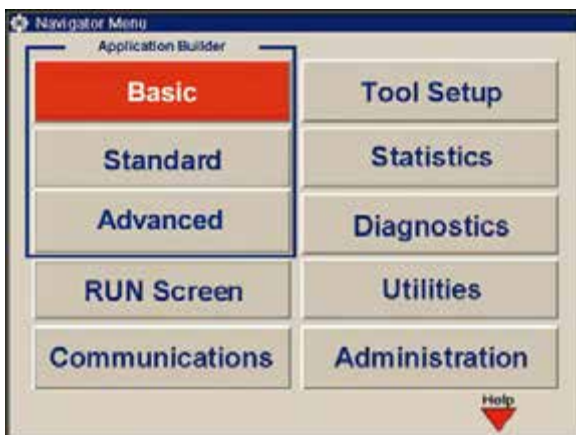 Navigator Menu
Application Builder
Basic
Standard
Advanced
RUN Screen
Communications
Tool Setup
Statistics
Diagnostics
Utilities
Administration
Help